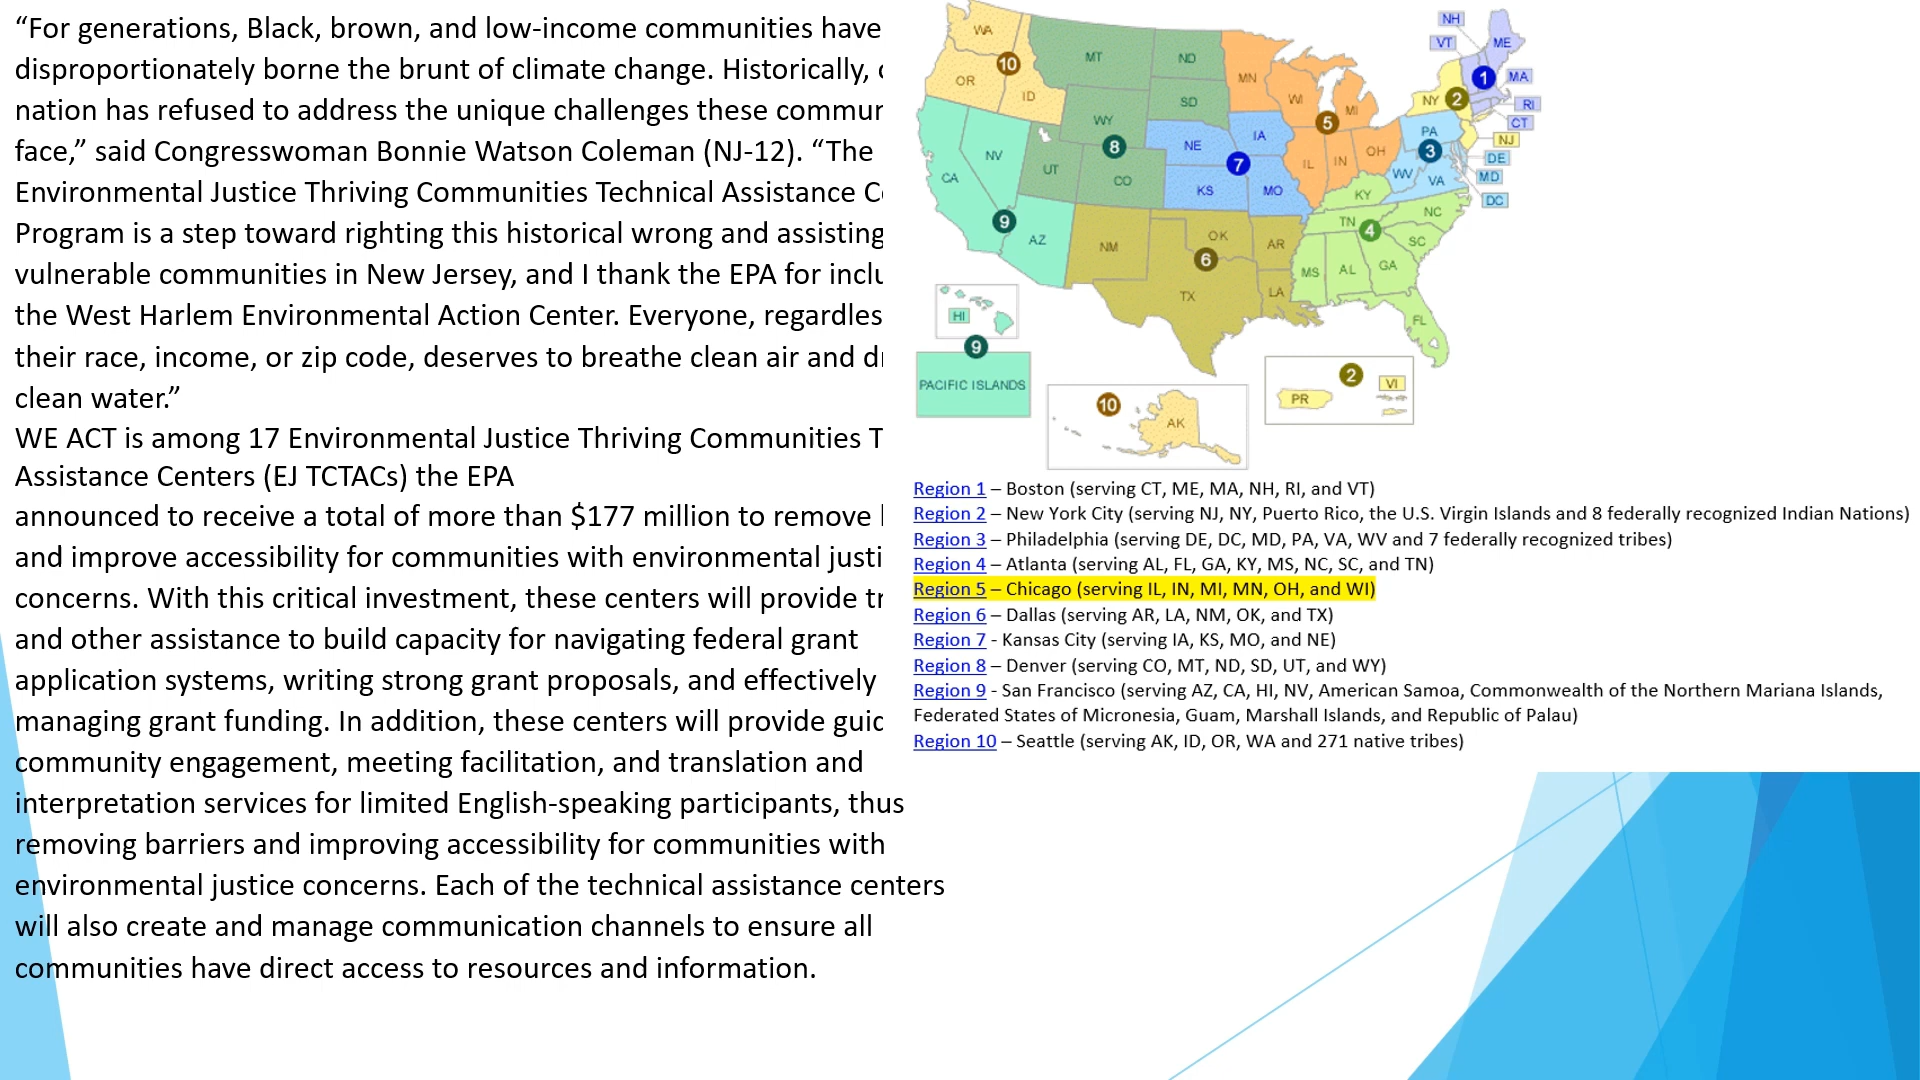 “For generations, Black, brown, and low-income communities have
disproportionately borne the brunt of climate change. Historically,
nation has refused to address the unique challenges these
face,” said Congresswoman Bonnie Watson Coleman (NJ-12). “The
Environmental Justice Thriving Communities Technical Assistance
Program is a step toward righting this historical wrong and assisting
vulnerable communities in New Jersey, and I thank the EPA for
the West Harlem Environmental Action Center. Everyone,
their race, income, or zip code, deserves to breathe clean air and
clean water.”
WE ACT is among 17 Environmental Justice Thriving Communities
Assistance Centers (EJ TCTACs) the EPA
announced to receive a total of more than $177 million to remove
and improve accessibility for communities with environmental
concerns. With this critical investment, these centers will provide
and other assistance to build capacity for navigating federal grant
application systems, writing strong grant proposals, and effectively
managing grant funding. In addition, these centers will provide
community engagement, meeting facilitation, and translation and
interpretation services for limited English-speaking participants, thus
removing barriers and improving accessibility for communities with
environmental justice concerns. Each of the technical assistance centers
will also create and manage communication channels to ensure all
communities have direct access to resources and information.
WA
OR
10
ID
MT
ND
SD
WY
8
UT
CO
CA
NV
9
AZ
NE
IA
7
KS
MO
NM
OK
AR
6
TX
LA
MN
WI
MI
5
IL
IN
OH
KY
TN
4
NC
SC
MS
AL
GA
FL
NH
VT
ME
1
MA
RI
CT
NY
2
NJ
PA
3
WV
VA
DE
MD
DC
HI
9
PACIFIC ISLANDS
10
AK
2
PR
VI
Region 1 – Boston (serving CT, ME, MA, NH, RI, and VT)
Region 2 – New York City (serving NJ, NY, Puerto Rico, the U.S. Virgin Islands and 8 federally recognized Indian Nations)
Region 3 – Philadelphia (serving DE, DC, MD, PA, VA, WV and 7 federally recognized tribes)
Region 4 – Atlanta (serving AL, FL, GA, KY, MS, NC, SC, and TN)
Region 5 – Chicago (serving IL, IN, MI, MN, OH, and WI)
Region 6 – Dallas (serving AR, LA, NM, OK, and TX)
Region 7 - Kansas City (serving IA, KS, MO, and NE)
Region 8 – Denver (serving CO, MT, ND, SD, UT, and WY)
Region 9 - San Francisco (serving AZ, CA, HI, NV, American Samoa, Commonwealth of the Northern Mariana Islands,
Federated States of Micronesia, Guam, Marshall Islands, and Republic of Palau)
Region 10 – Seattle (serving AK, ID, OR, WA and 271 native tribes)